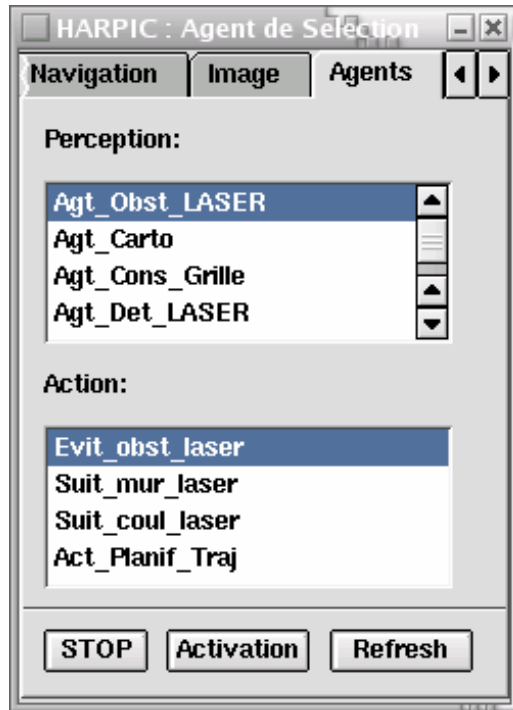 HARPIC : Agent de Selection
Navigation Image Agents
Perception:
Agt_Obst_LASER
Agt_Carto
Agt_Cons_Grille
Agt_Det_LASER
Action:
Evit_obst_laser
Suit_mur_laser
Suit_coul_laser
Act_Planif_Traj
STOP Activation Refresh